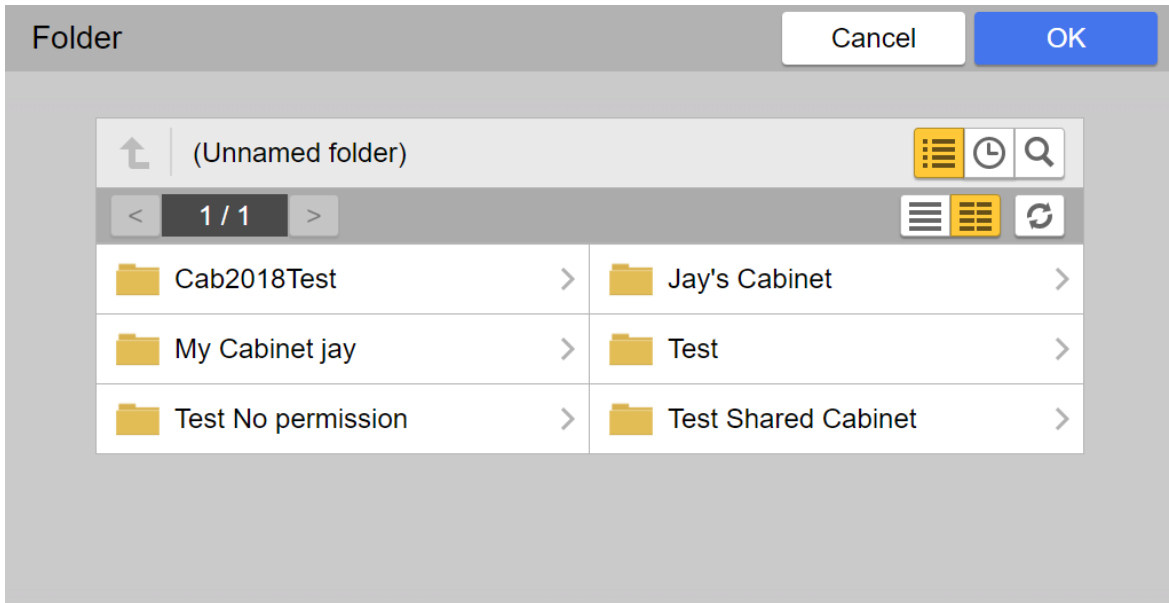 Folder Cancel OK
(Unnamed folder)
< 1 / 1 >
Cab2018Test Jay's Cabinet
My Cabinet jay Test
Test No permission Test Shared Cabinet